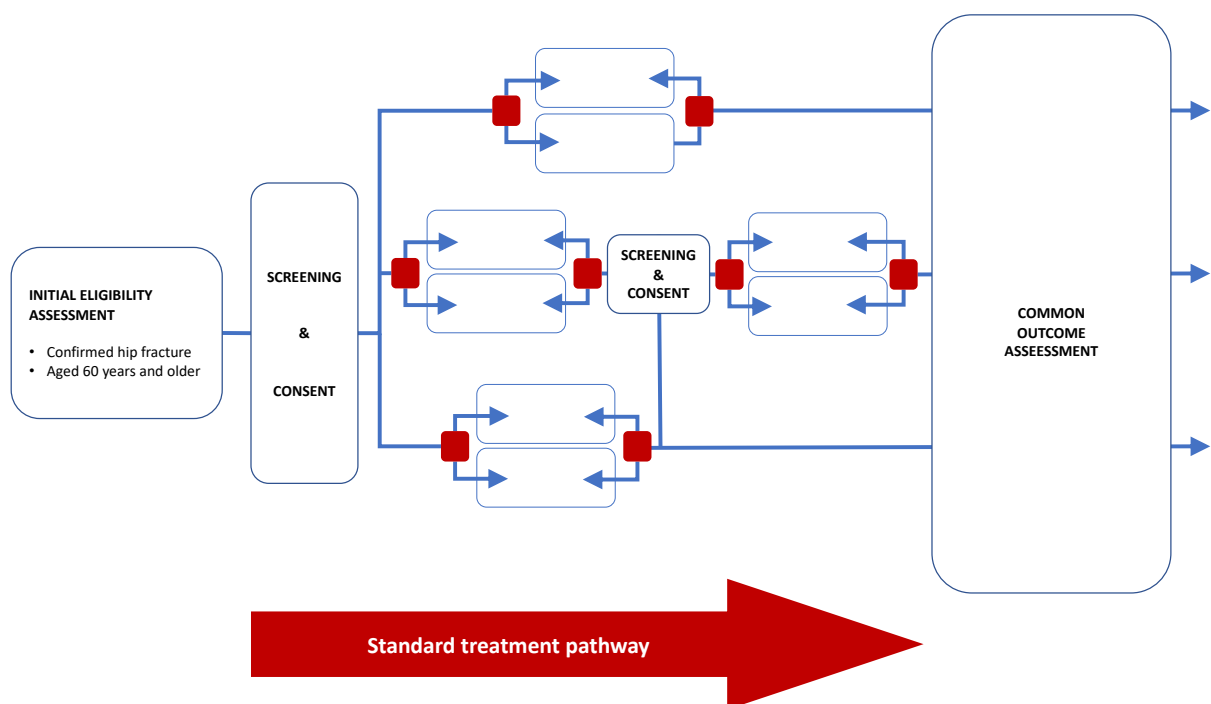 INITIAL ELIGIBILITY
ASSESSMENT
• Confirmed hip fracture
• Aged 60 years and older
SCREENING
&
CONSENT
SCREENING
&
CONSENT
COMMON
OUTCOME
ASSEESSMENT
Standard treatment pathway